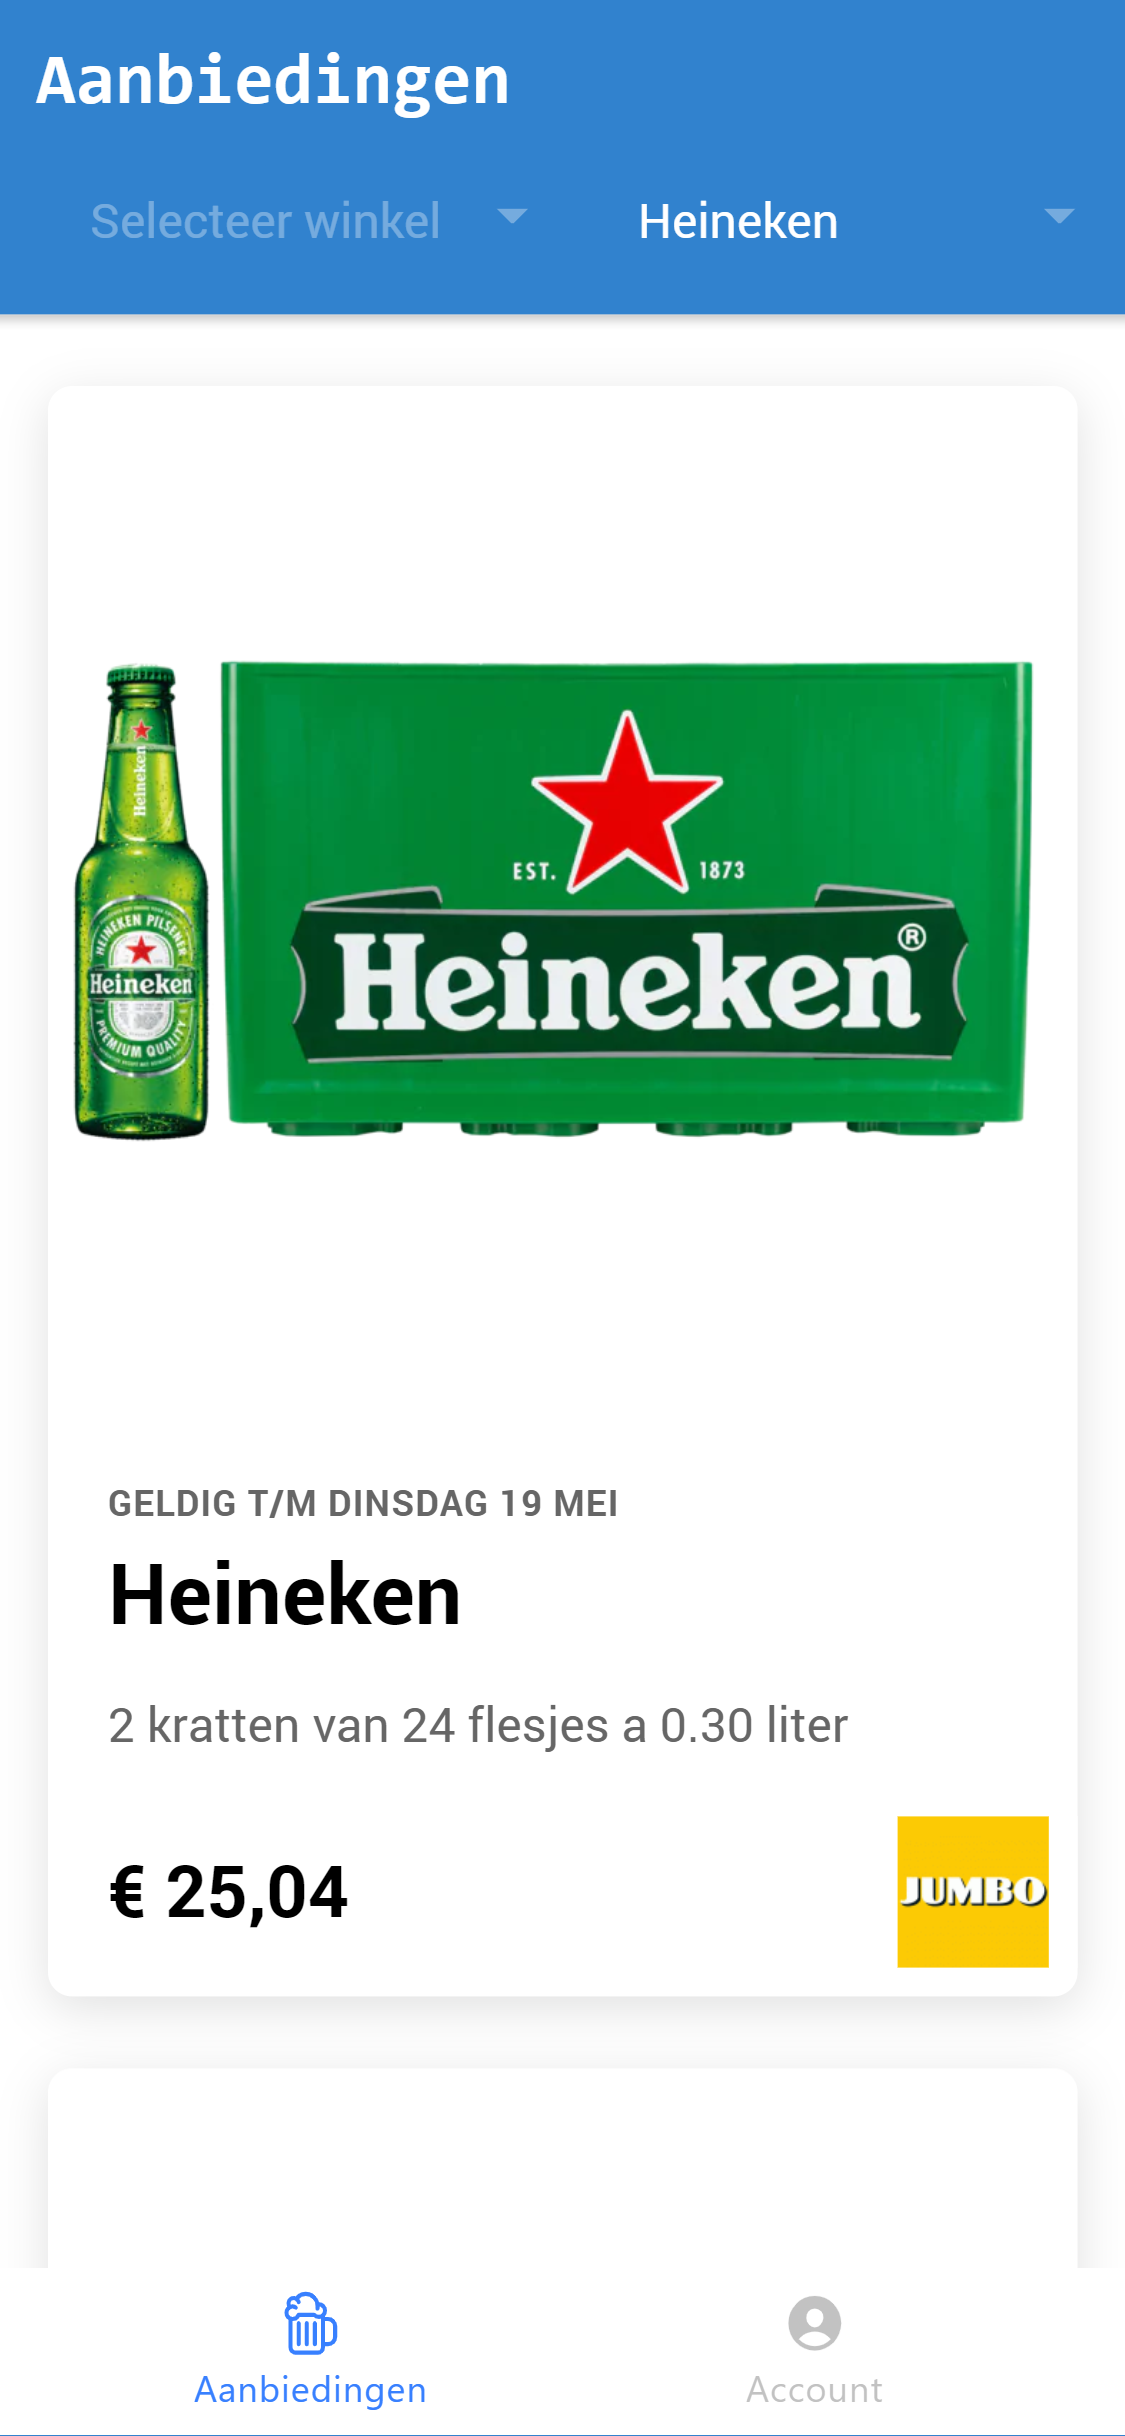 Aanbiedingen
Selecteer winkel
Heineken
EST. 1873
Heineken®
Heineken
HEINEKEN PILSENER
Heineken
PREMIUM QUALITY
GELDIG T/M DINSDAG 19 MEI
Heineken
2 kratten van 24 flesjes a 0.30 liter
€ 25,04
JUMBO
Aanbiedingen
Account